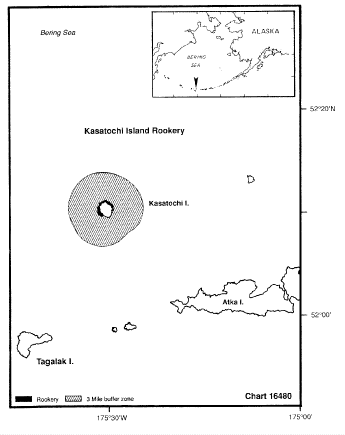 Bering Sea
ALASKA
BERING
SEA
52°20'N
Kasatochi Island Rookery
Kasatochi I.
Atka I.
52°00'
Tagalak I.
Rookery
3 Mile buffer zone
Chart 16480
175°30'W
175°00'